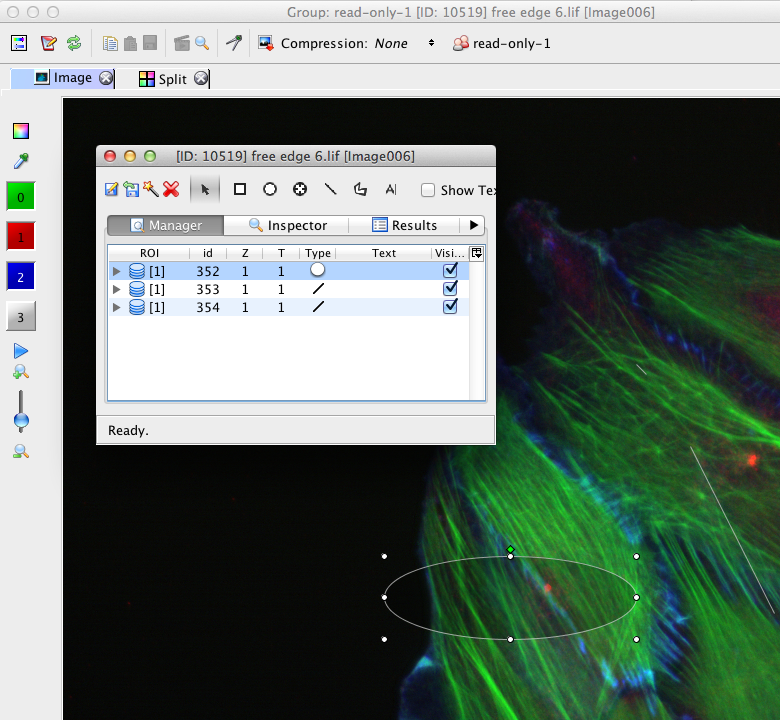 Group: read-only-1 [ID: 10519] free edge 6.lif [Image006]
Compression: None read-only-1
Image Split
[ID: 10519] free edge 6.lif [Image006]
Show Te
Manager Inspector Results
ROI id Z T Type Text Visi...
[1] 352 1 1
[1] 353 1 1
[1] 354 1 1
Ready.
0
1
2
3